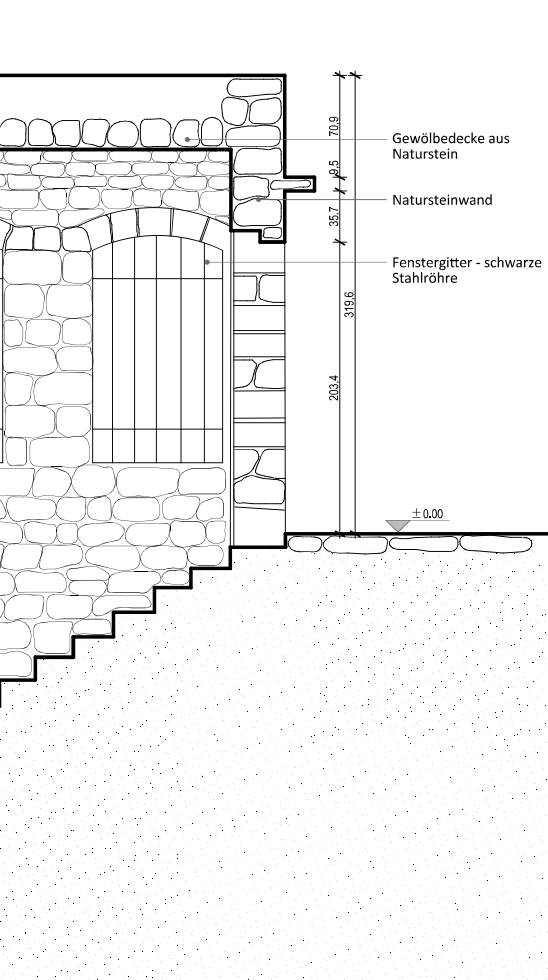 70,9
Gewölbedecke aus
Naturstein
9,5
Natursteinwand
35,7
Fenstergitter - schwarze
Stahlröhre
319,6
203,4
±0.00